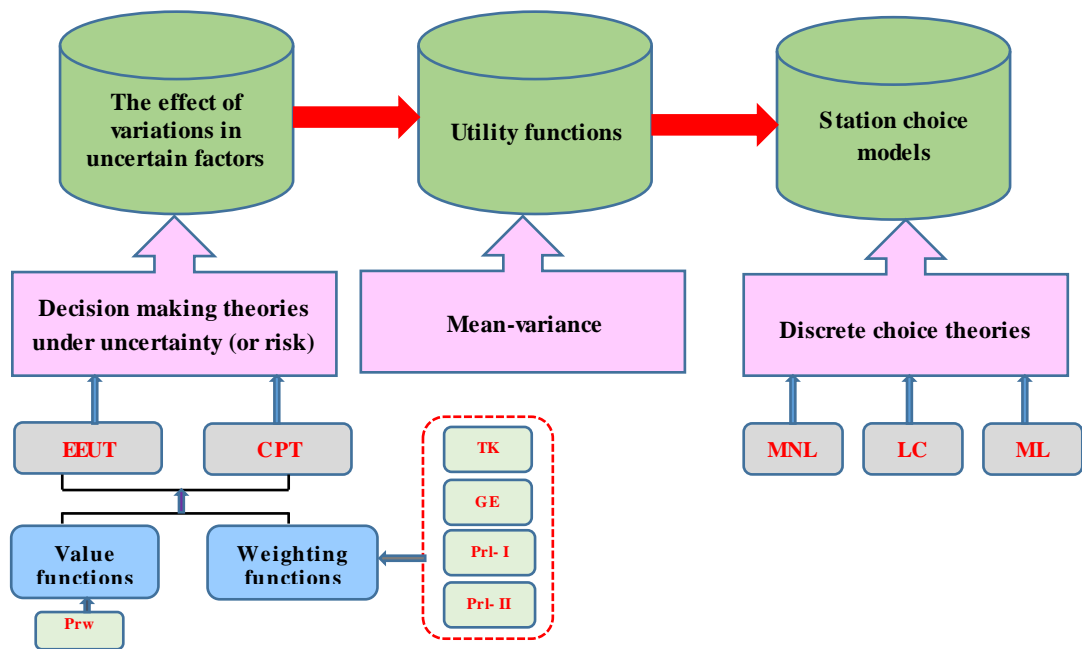 The effect of
variations in
uncertain factors
Utility functions
Station choice
models
Decision making theories
under uncertainty (or risk)
Mean-variance
Discrete choice theories
EEUT
CPT
TK
GE
Prl- I
Prl- II
MNL
LC
ML
Value
functions
Weighting
functions
Prw